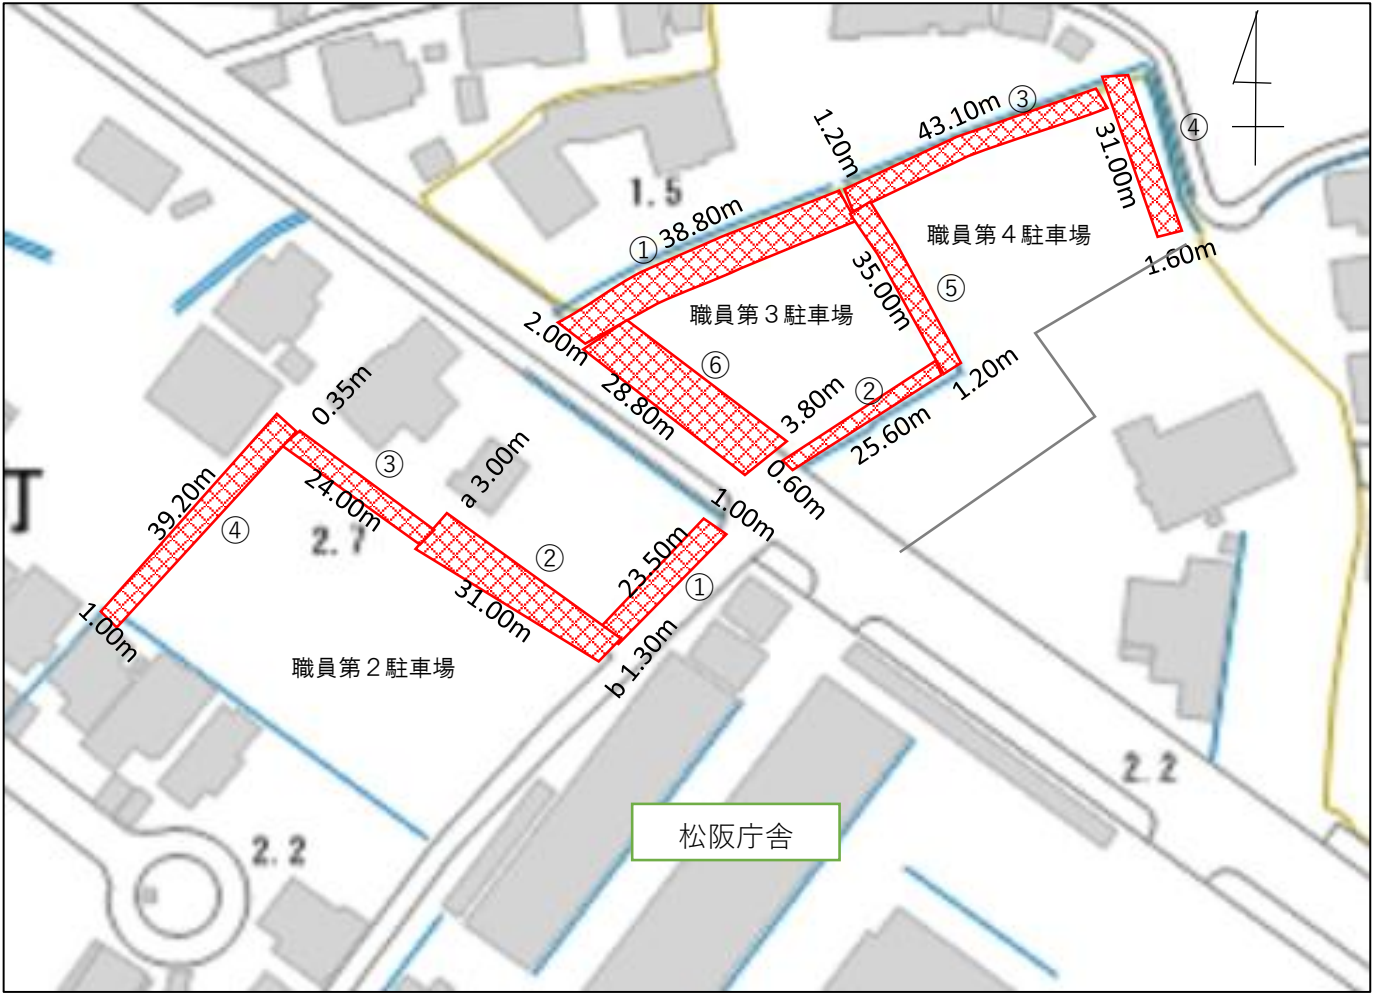 1.20m
43.10m
③
④
31.00m
1.5
① 38.80m
職員第４駐車場
1.60m
35.00m
⑤
職員第３駐車場
2.00m
⑥
28.80m
3.80m
②
1.20m
25.60m
0.60m
0.35m
③
a 3.00m
24.00m
39.20m
④
2.7
1.00m
②
23.50m
①
31.00m
b 1.30m
1.00m
職員第２駐車場
丁
2.2
松阪庁舎
2.2